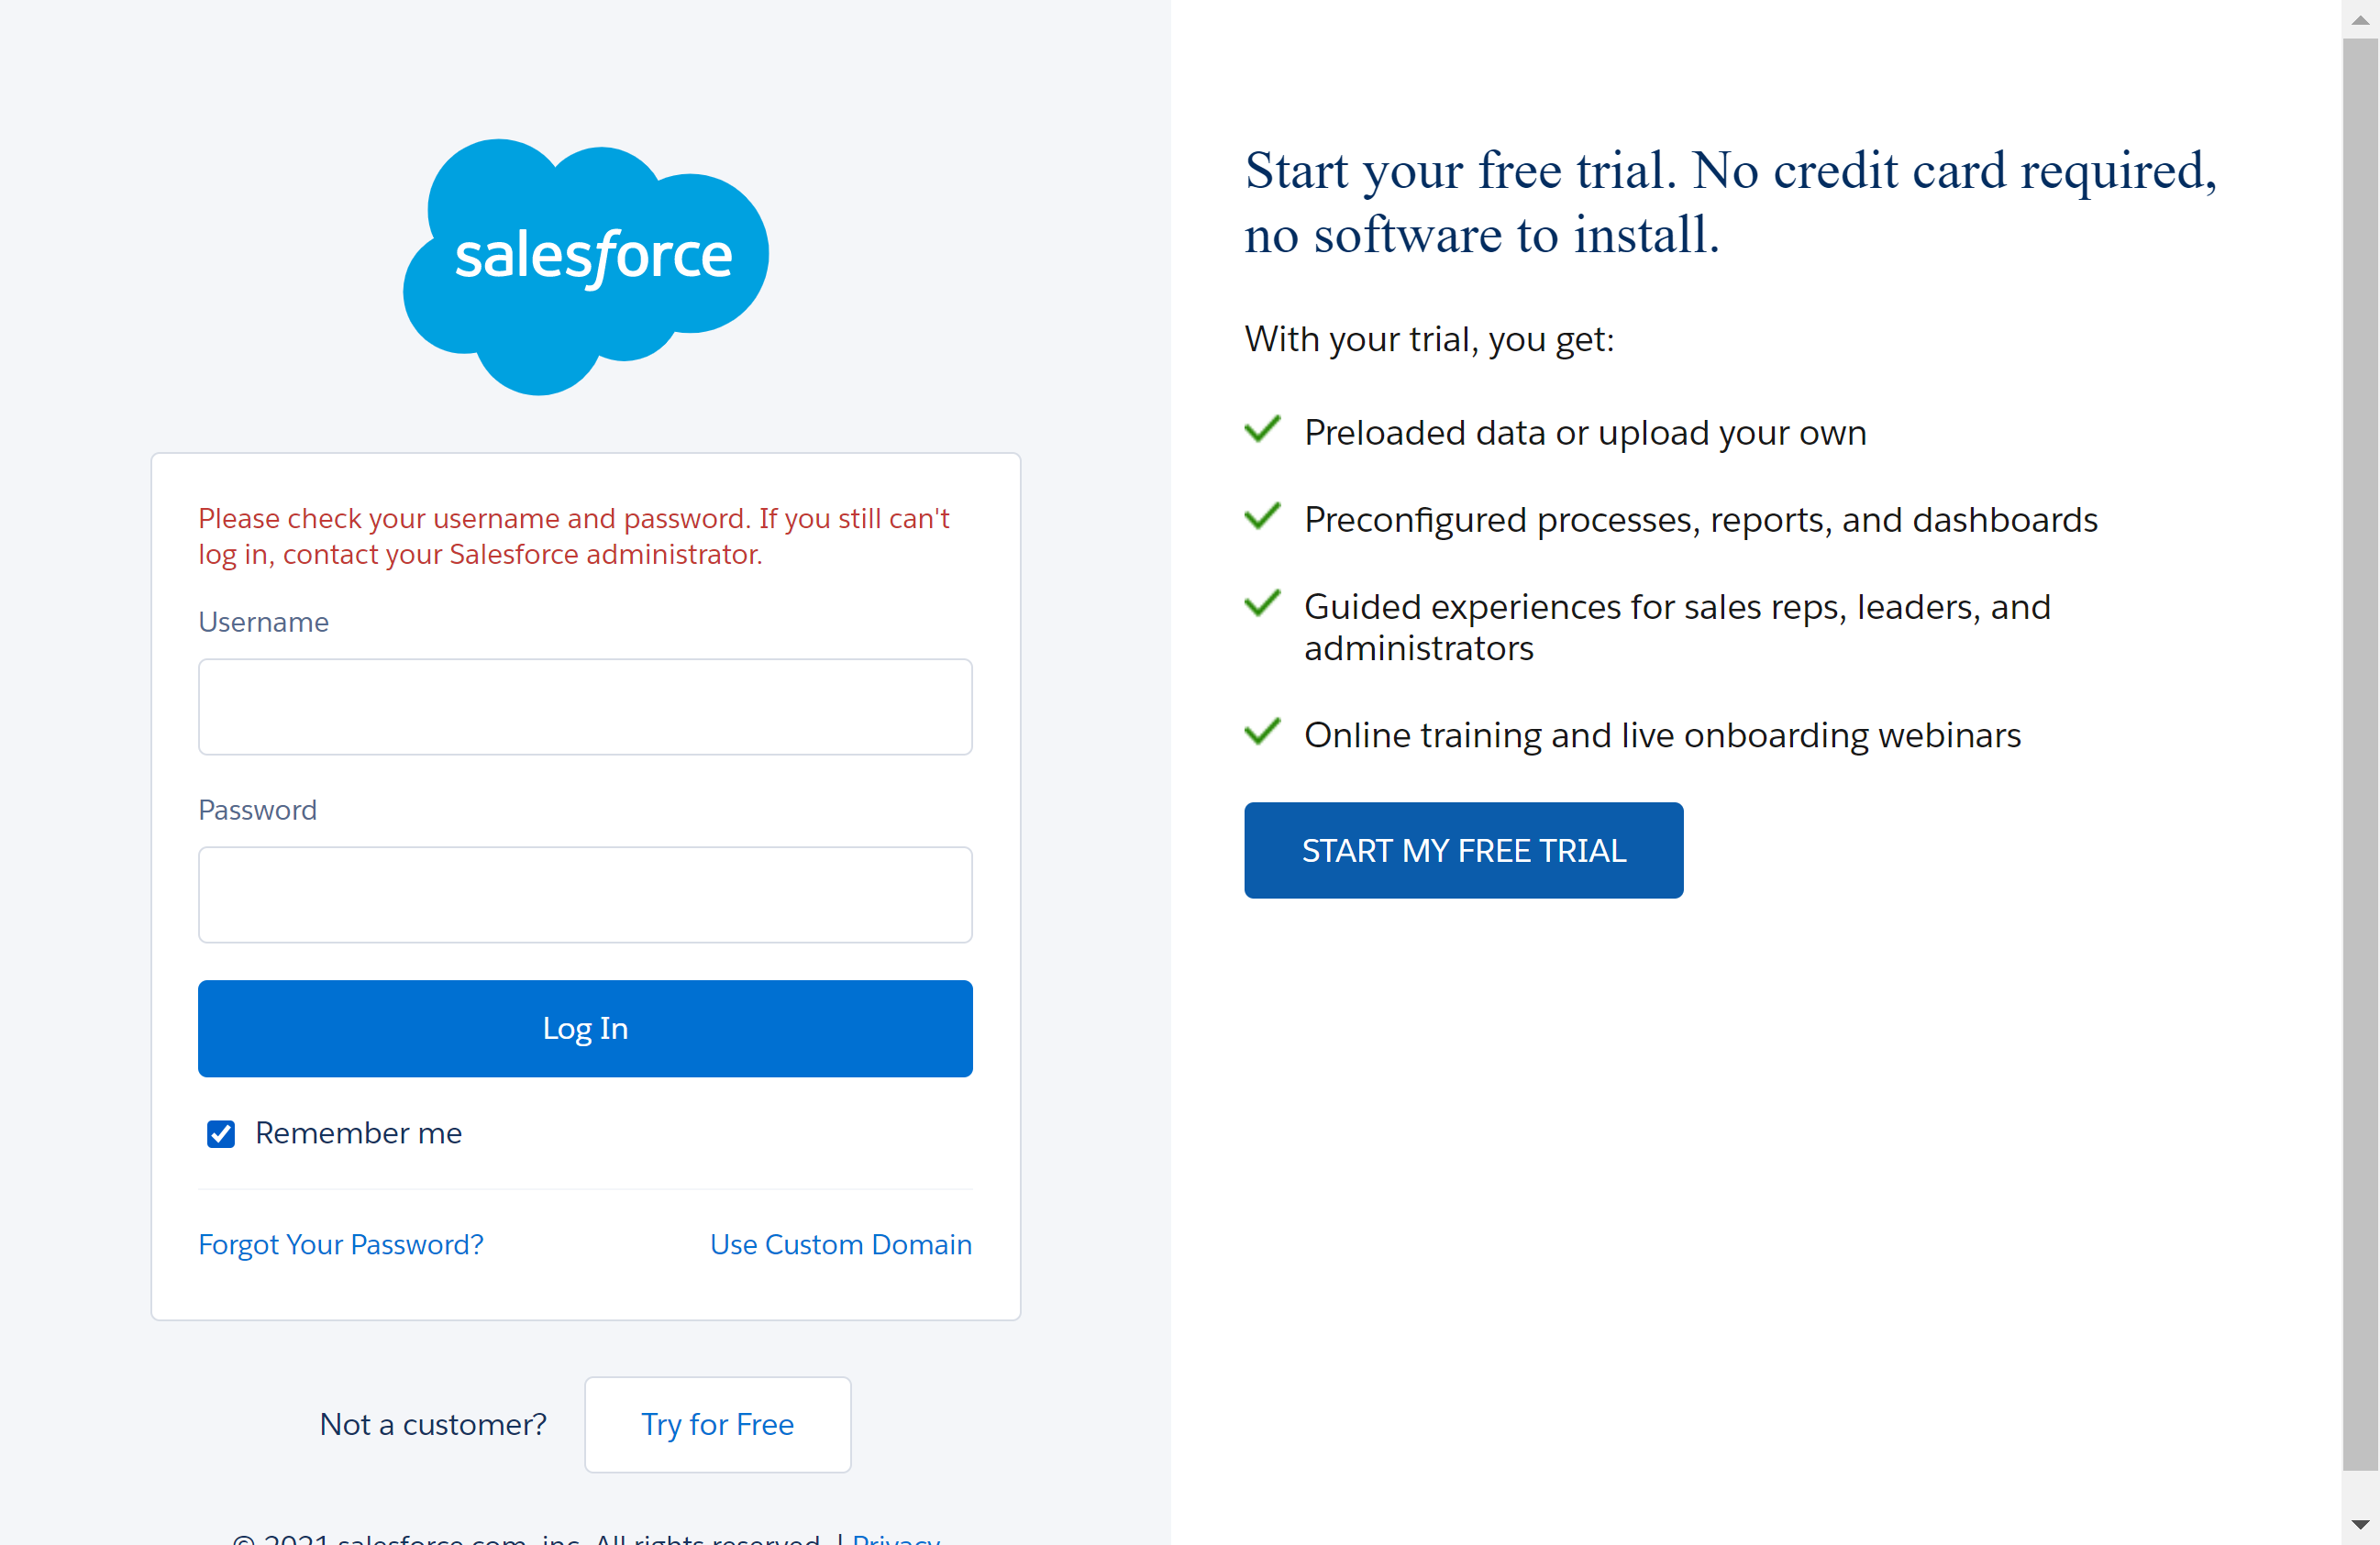 salesforce
Please check your username and password. If you still can't
log in, contact your Salesforce administrator.
Username
Password
Log In
Remember me
Forgot Your Password?
Use Custom Domain
Not a customer?
Try for Free
© 2021 salesforce.com, inc. All rights reserved. | Privacy
Start your free trial. No credit card required,
no software to install.
With your trial, you get:
Preloaded data or upload your own
Preconfigured processes, reports, and dashboards
Guided experiences for sales reps, leaders, and
administrators
Online training and live onboarding webinars
START MY FREE TRIAL